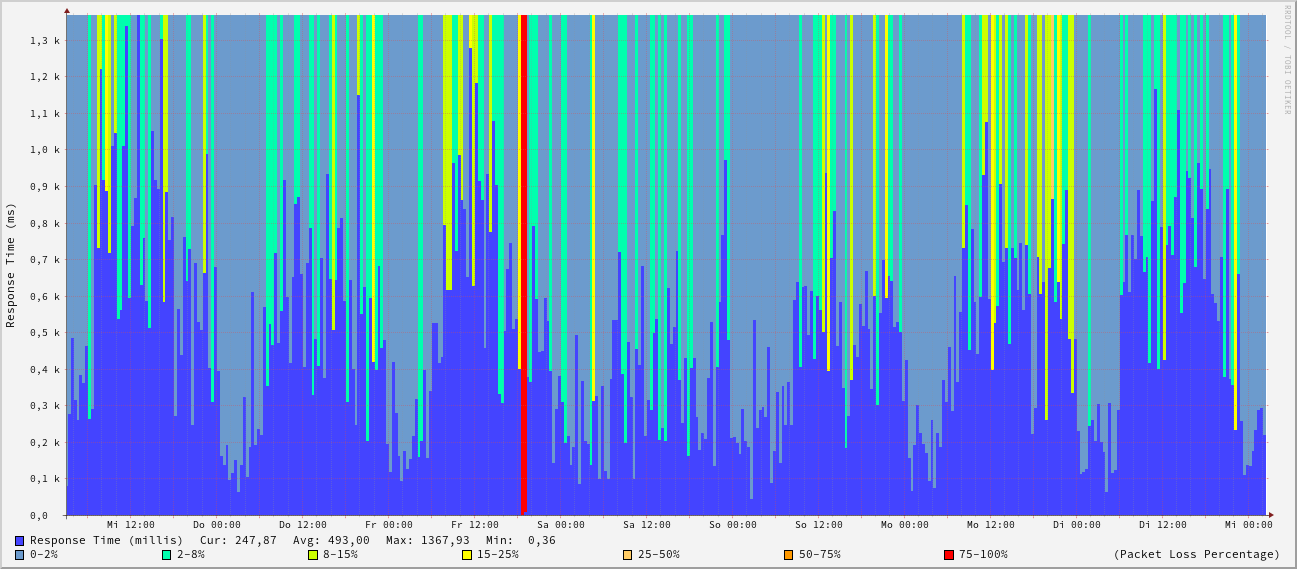 RRDTOOL / TOBI OETIKER
Response Time (ms)
1,3 k
1,2 k
1,1 k
1,0 k
0,9 k
0,8 k
0,7 k
0,6 k
0,5 k
0,4 k
0,3 k
0,2 k
0,1 k
0,0
Mi 12:00 Do 00:00 Do 12:00 Fr 00:00 Fr 12:00 Sa 00:00 Sa 12:00 So 00:00 So 12:00 Mo 00:00 Mo 12:00 Di 00:00 Di 12:00 Mi 00:00
Response Time (millis) Cur: 247,87 Avg: 493,00 Max: 1367,93 Min: 0,36
0-2% 2-8% 8-15% 15-25% 25-50% 50-75% 75-100% (Packet Loss Percentage)